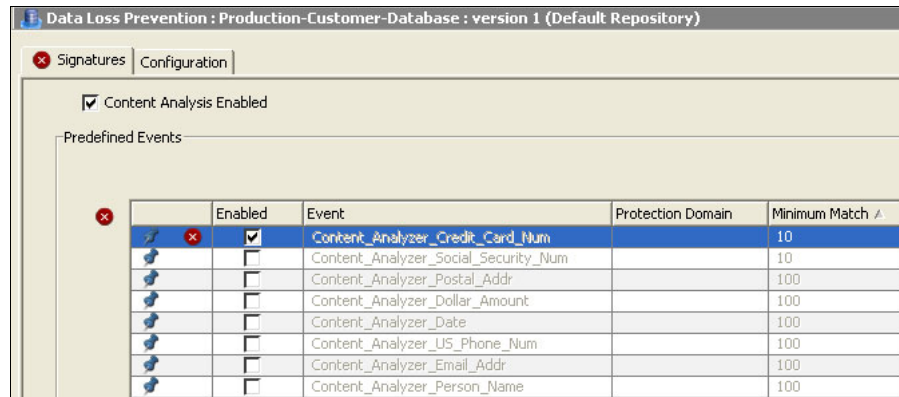 Data Loss Prevention : Production-Customer-Database : version 1 (Default Repository)
Signatures Configuration
Content Analysis Enabled
Predefined Events
Enabled Event Protection Domain Minimum Match
Content_Analyzer_Credit_Card_Num 10
Content_Analyzer_Social_Security_Num 10
Content_Analyzer_Postal_Addr 100
Content_Analyzer_Dollar_Amount 100
Content_Analyzer_Date 100
Content_Analyzer_US_Phone_Num 100
Content_Analyzer_Email_Addr 100
Content_Analyzer_Person_Name 100